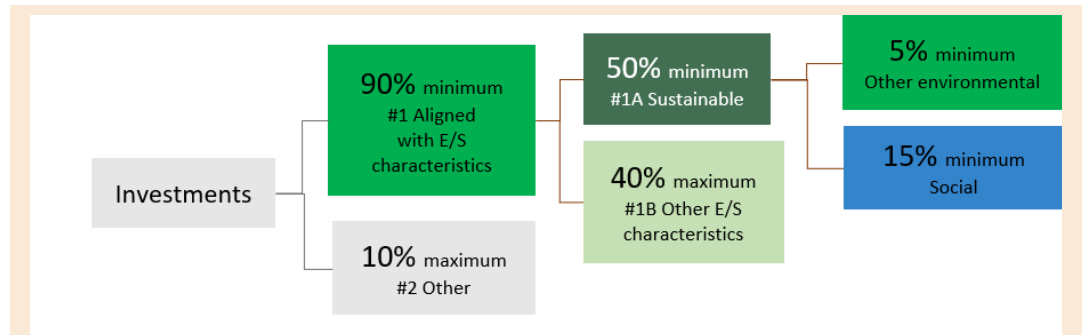 Investments
90% minimum
#1 Aligned
with E/S
characteristics
10% maximum
#2 Other
50% minimum
#1A Sustainable
40% maximum
#1B Other E/S
characteristics
5% minimum
Other environmental
15% minimum
Social